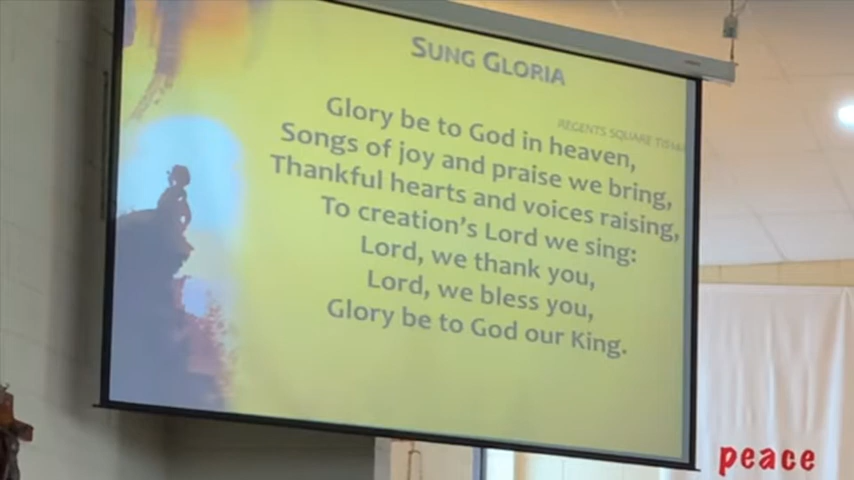 SUNG GLORIA
REGENTS SQUARE
Glory be to God in heaven,
Songs of joy and praise we bring,
Thankful hearts and voices raising,
To creation's Lord we sing:
Lord, we thank you,
Lord, we bless you,
Glory be to God our King.
peace